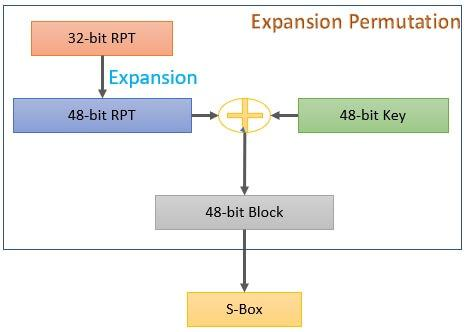 Expansion Permutation
32-bit RPT
Expansion
48-bit RPT
48-bit Key
48-bit Block
S-Box